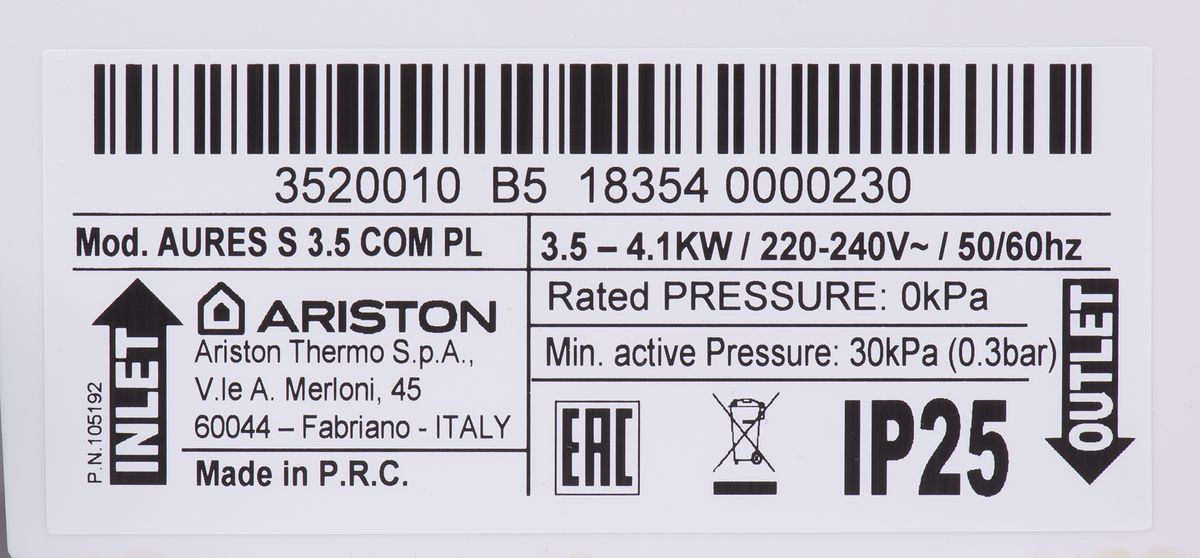 3520010 B5 18354 0000230
Mod. AURES S 3.5 COM PL
3.5 – 4.1KW / 220-240V~ / 50/60hz
P.N.105192
INLET
ARISTON
Ariston Thermo S.p.A.,
V.le A. Merloni, 45
60044 – Fabriano - ITALY
Made in P.R.C.
Rated PRESSURE: 0kPa
Min. active Pressure: 30kPa (0.3bar)
EAC
IP25
OUTLET